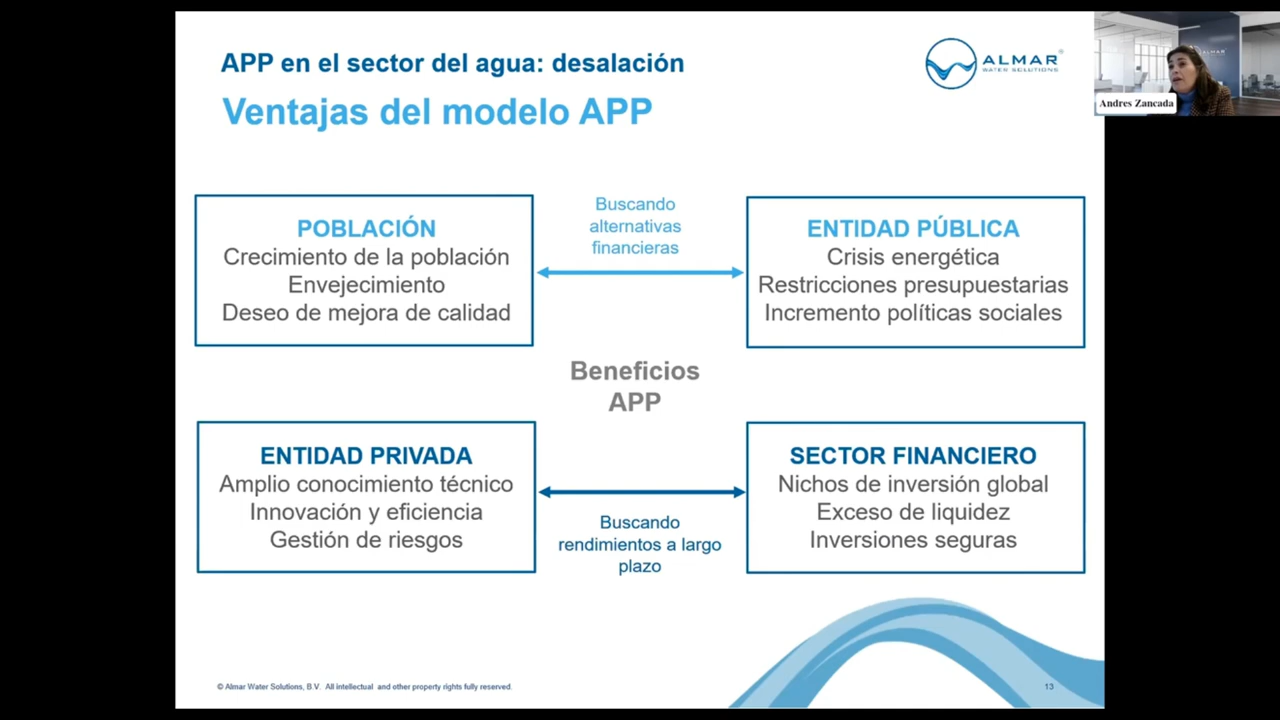 APP en el sector del agua: desalación
Ventajas del modelo APP
ALMAR
WATER SOLUTIONS
ALMAR
Andres Zancada
POBLACIÓN
Crecimiento de la población
Envejecimiento
Deseo de mejora de calidad
Buscando
alternativas
financieras
ENTIDAD PÚBLICA
Crisis energética
Restricciones presupuestarias
Incremento políticas sociales
Beneficios
APP
ENTIDAD PRIVADA
Amplio conocimiento técnico
Innovación y eficiencia
Gestión de riesgos
Buscando
rendimientos a largo
plazo
SECTOR FINANCIERO
Nichos de inversión global
Exceso de liquidez
Inversiones seguras
© Almar Water Solutions, B.V. All intellectual and other property rights fully reserved.
13